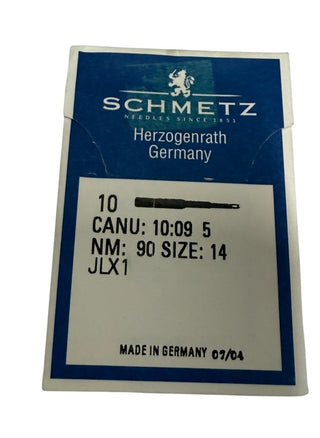 SCHMETZ
NEEDLES SINCE 1851
Herzogenrath
Germany
10
CANU: 10:09 5
NM: 90 SIZE: 14
JLX1
MADE IN GERMANY 07/04